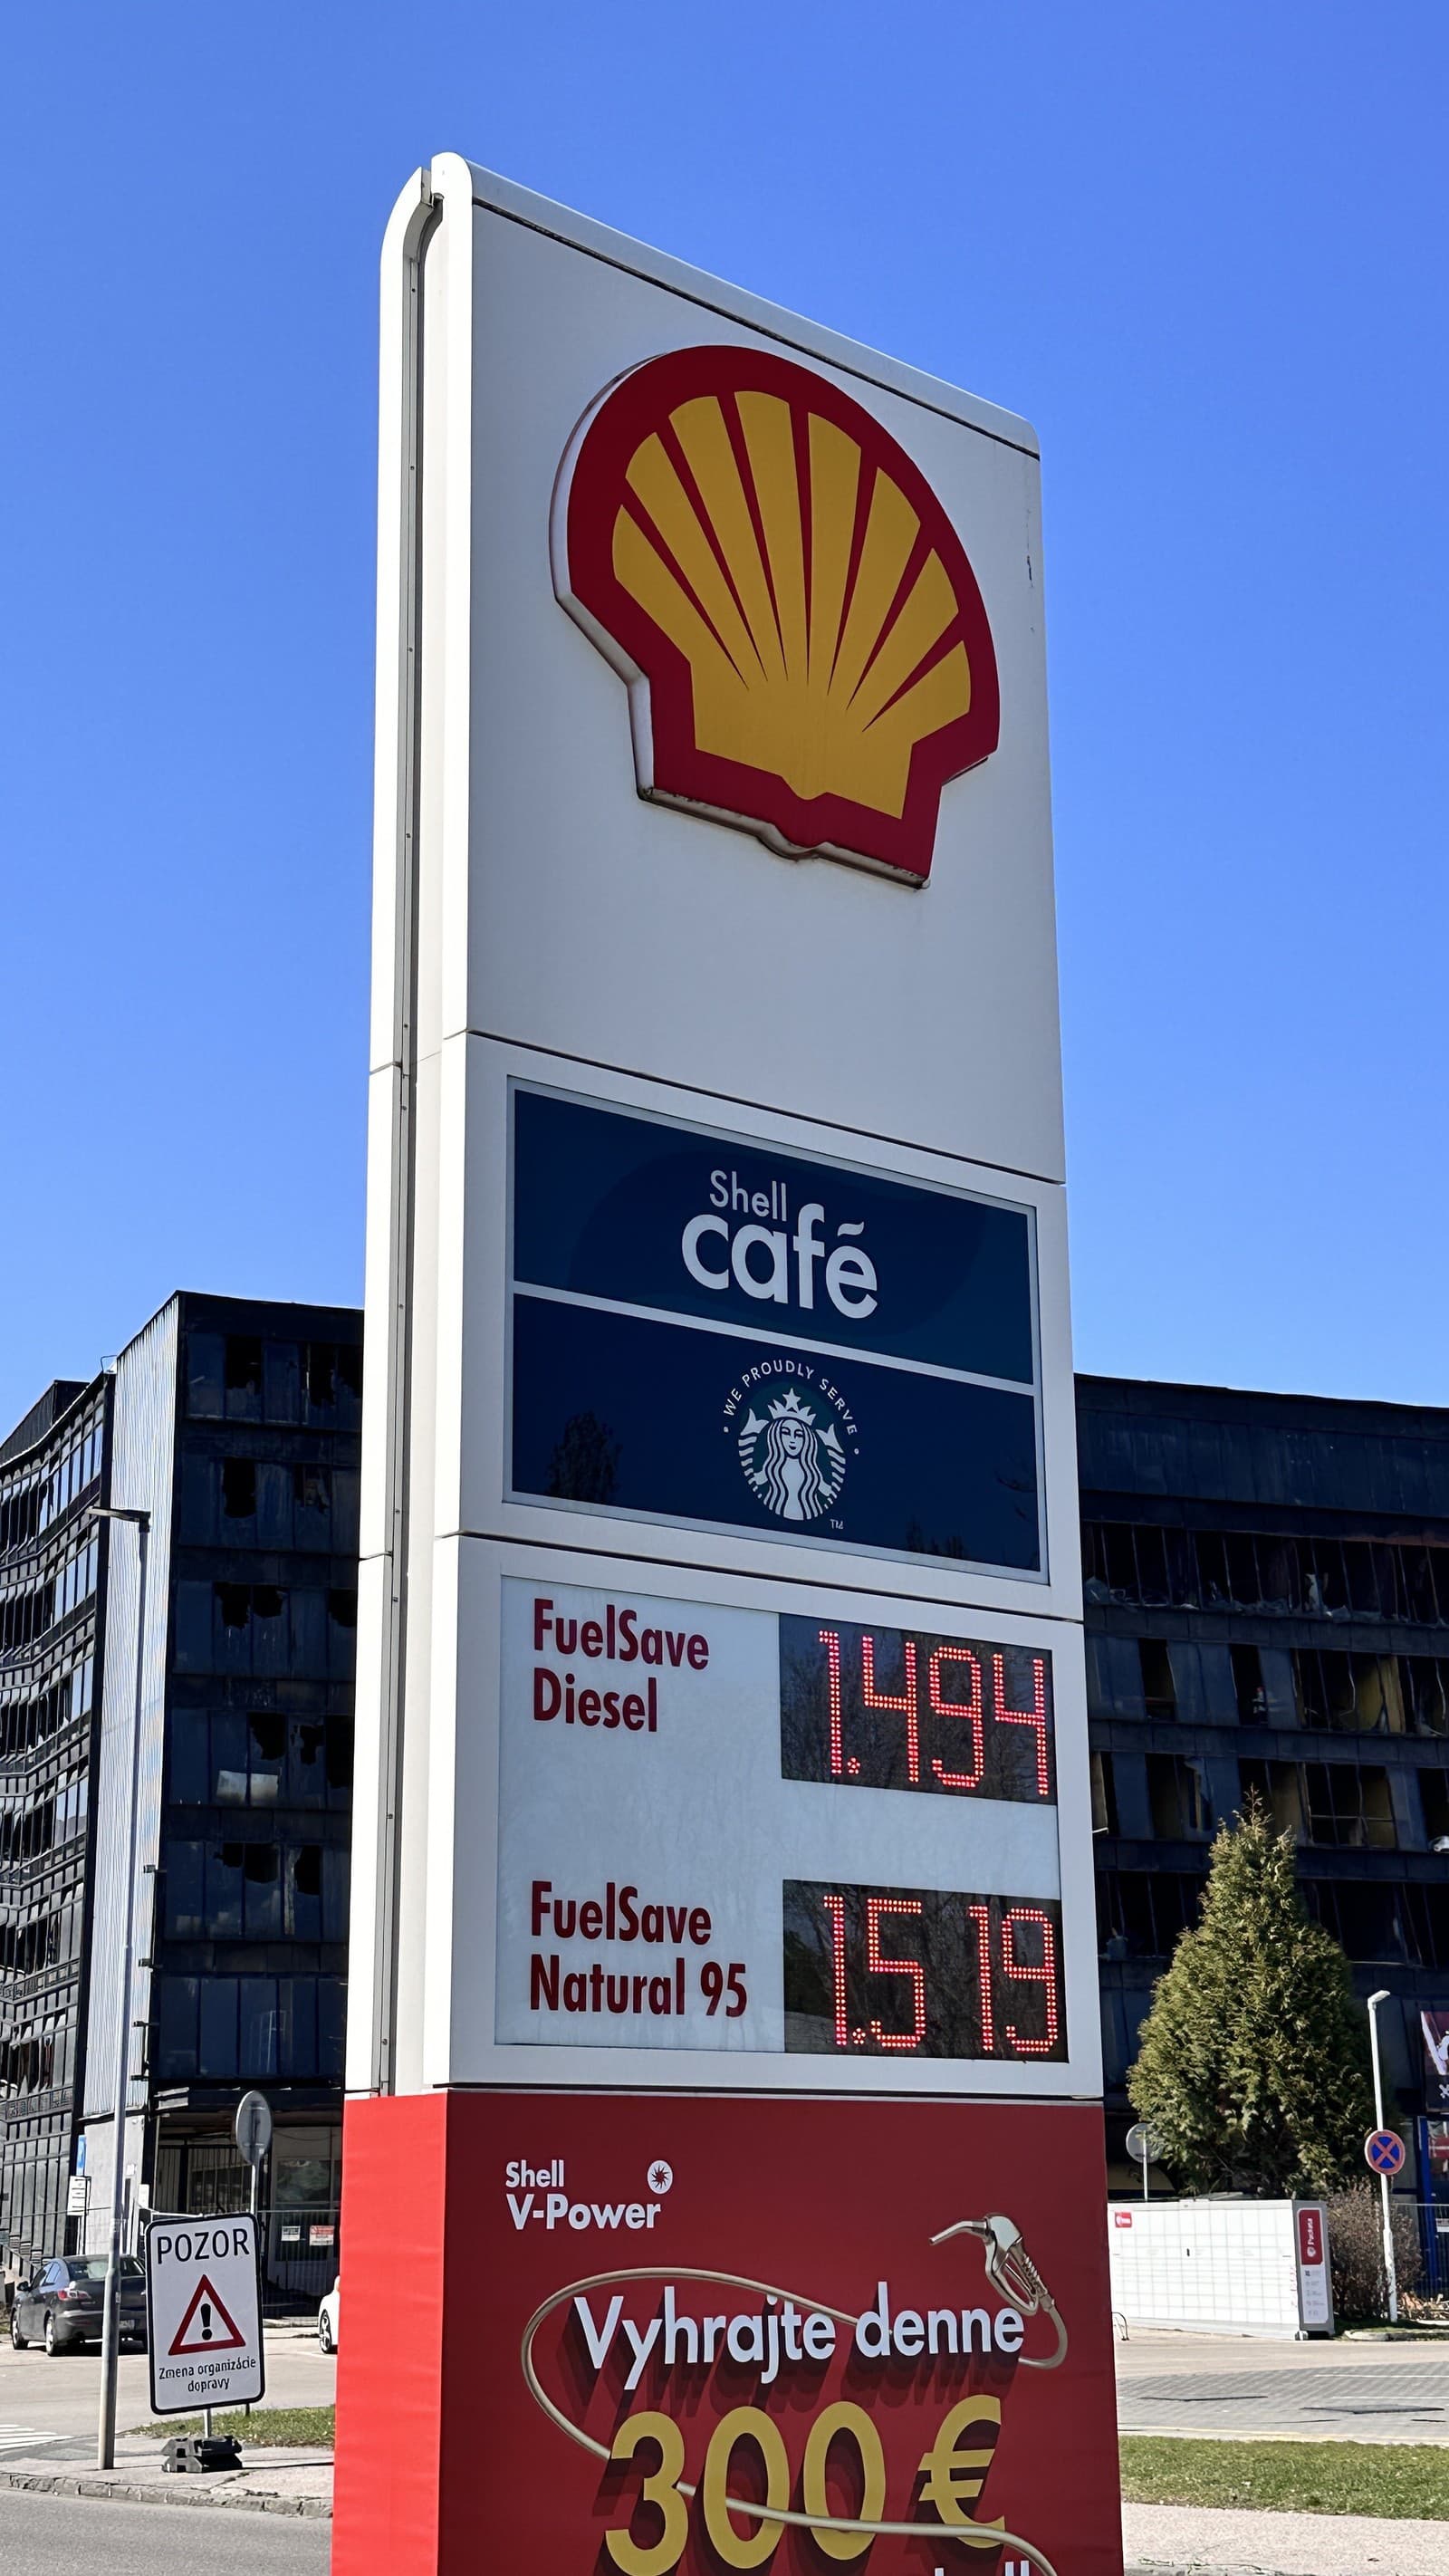 Shell
café
WE PROUDLY SERVE
TM
FuelSave
Diesel
1.494
FuelSave
Natural 95
1.519
Shell
V-Power
Vyhrajte denne
300 €
POZOR
Zmena organizácie
dopravy